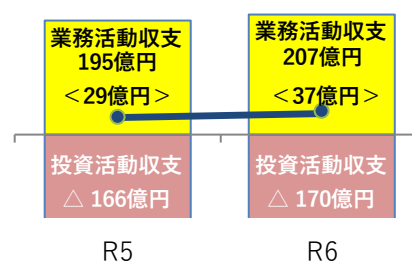 業務活動収支
195億円
＜29億円＞
投資活動収支
△ 166億円
R5
業務活動収支
207億円
＜37億円＞
投資活動収支
△ 170億円
R6